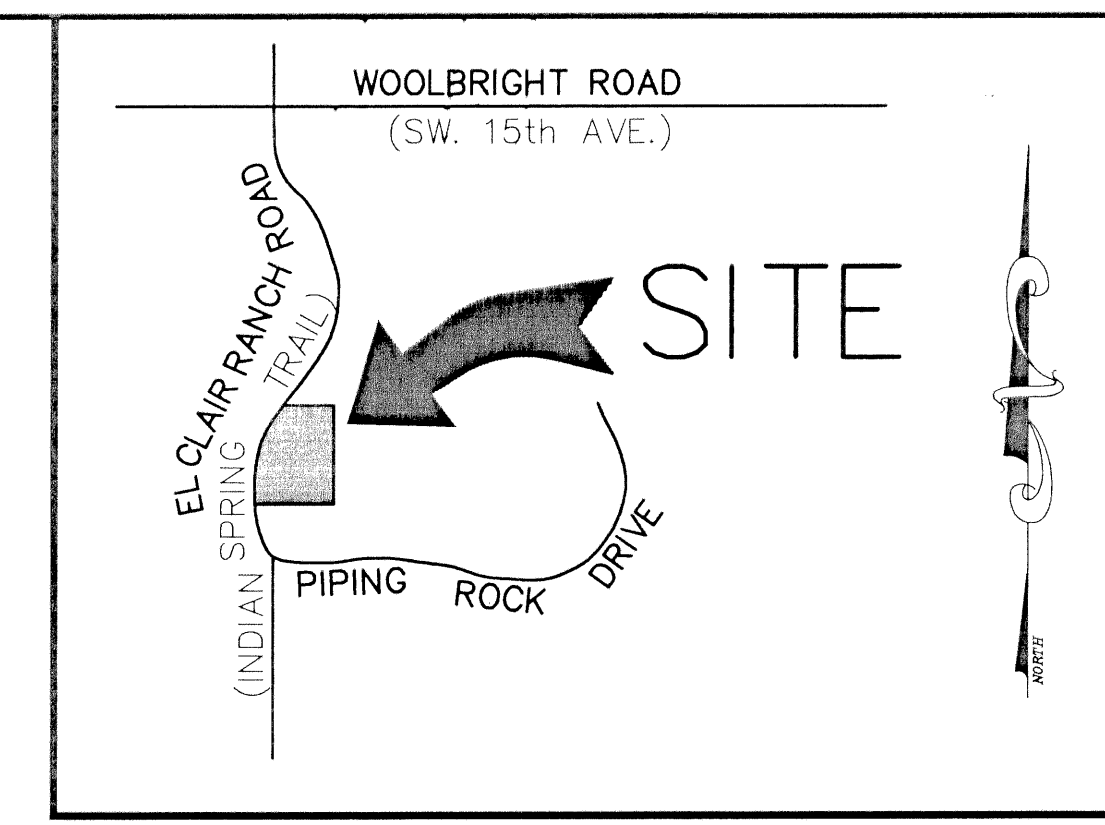 WOOLBRIGHT ROAD
(SW. 15th AVE.)
EL CLAIR RANCH ROAD
(INDIAN SPRING TRAIL)
SITE
PIPING ROCK DRIVE
NORTH